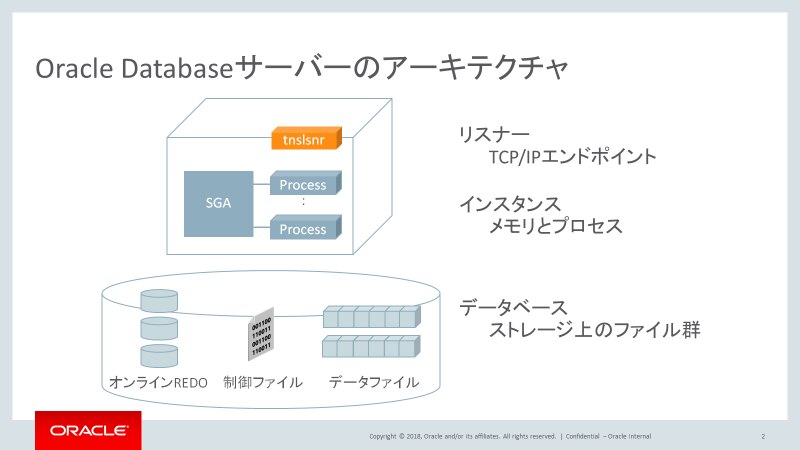 Oracle Databaseサーバーのアーキテクチャ
tnslsnr
リスナー
TCP/IPエンドポイント
SGA
Process
:
Process
インスタンス
メモリとプロセス
データベース
ストレージ上のファイル群
001100
110011
001100
110011
オンラインREDO
制御ファイル
データファイル
ORACLE®
Copyright © 2018, Oracle and/or its affiliates. All rights reserved. | Confidential – Oracle Internal
2